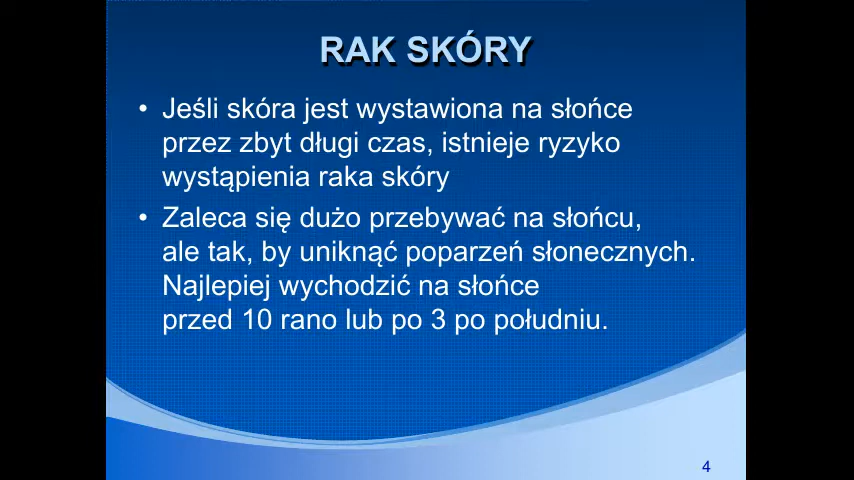 RAK SKÓRY
• Jeśli skóra jest wystawiona na słońce
przez zbyt długi czas, istnieje ryzyko
wystąpienia raka skóry
• Zaleca się dużo przebywać na słońcu,
ale tak, by uniknąć poparzeń słonecznych.
Najlepiej wychodzić na słońce
przed 10 rano lub po 3 po południu.
4